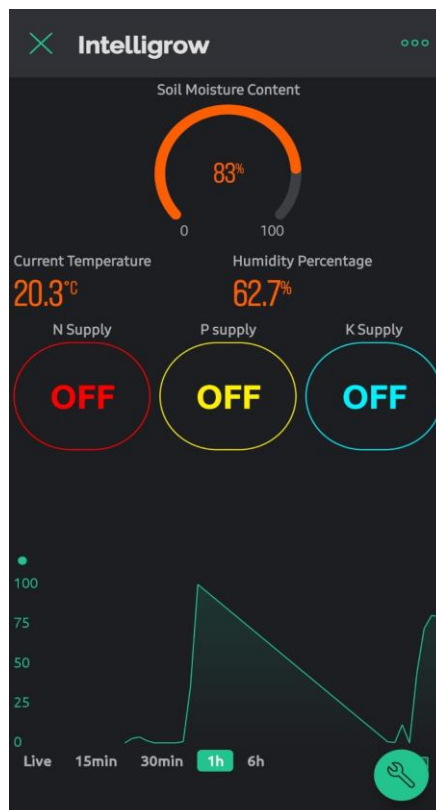 Intelligrow
Soil Moisture Content
83%
0 100
Current Temperature Humidity Percentage
20.3°C 62.7%
N Supply P supply K Supply
OFF OFF OFF
100
75
50
25
0
Live 15min 30min 1h 6h